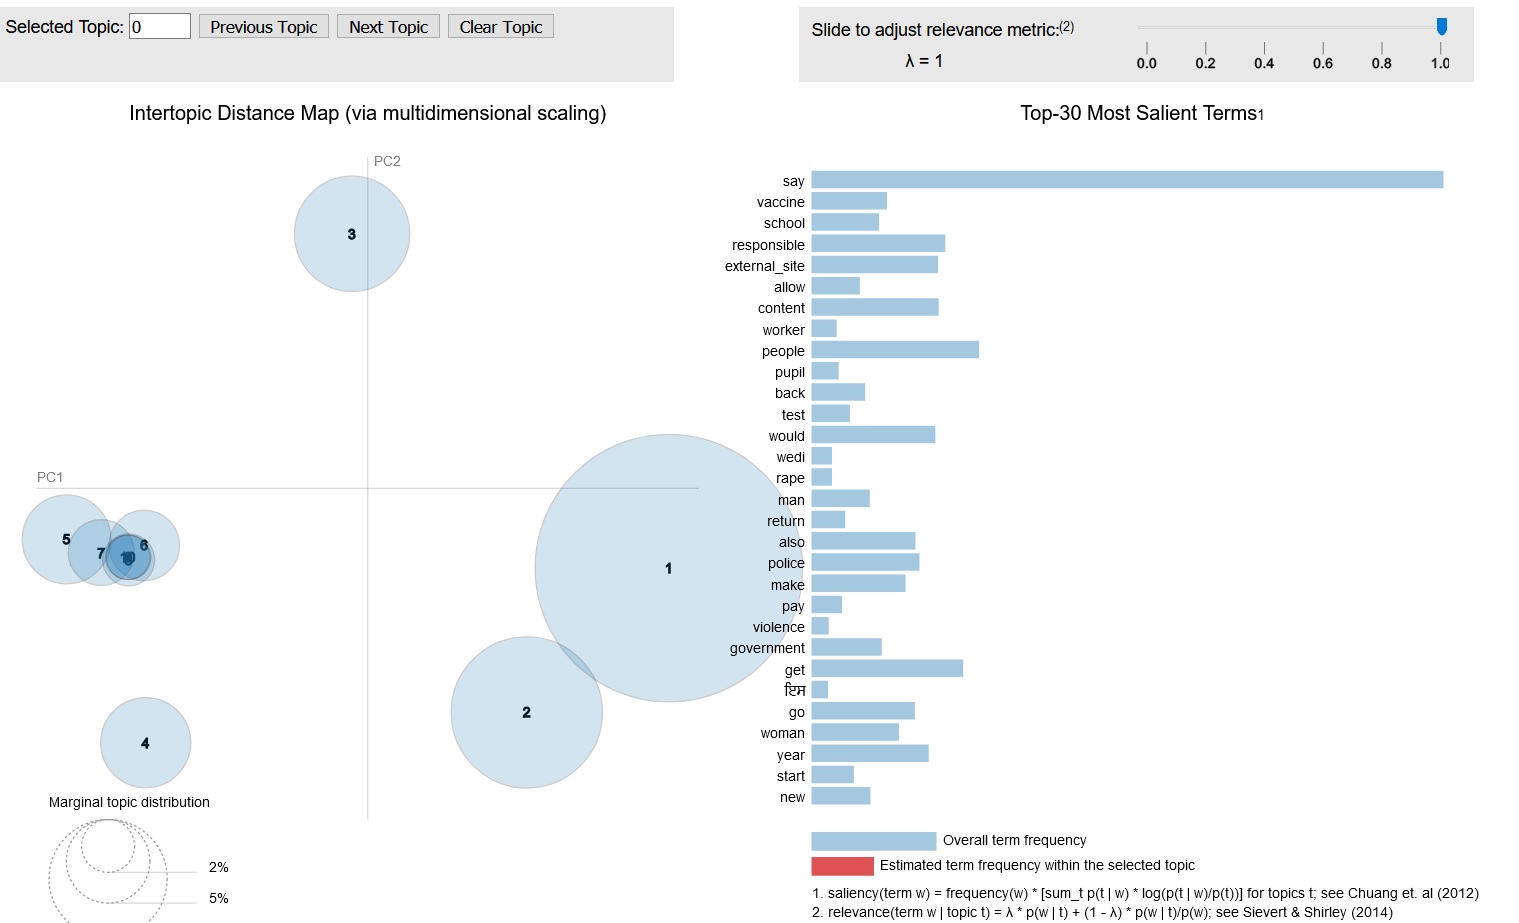 Selected Topic: 0 Previous Topic Next Topic Clear Topic
Slide to adjust relevance metric:(2)
λ = 1
0.0 0.2 0.4 0.6 0.8 1.0
Intertopic Distance Map (via multidimensional scaling)
PC2
PC1
3
5
7
6
1
2
4
Marginal topic distribution
2%
5%
Top-30 Most Salient Terms1
say
vaccine
school
responsible
external_site
allow
content
worker
people
pupil
back
test
would
wedi
rape
man
return
also
police
make
pay
violence
government
get
ਇਸ
go
woman
year
start
new
Overall term frequency
Estimated term frequency within the selected topic
1. saliency(term w) = frequency(w) * [sum_t p(t | w) * log(p(t | w)/p(t))] for topics t; see Chuang et. al (2012)
2. relevance(term w | topic t) = λ * p(w | t) + (1 - λ) * p(w | t)/p(w); see Sievert & Shirley (2014)